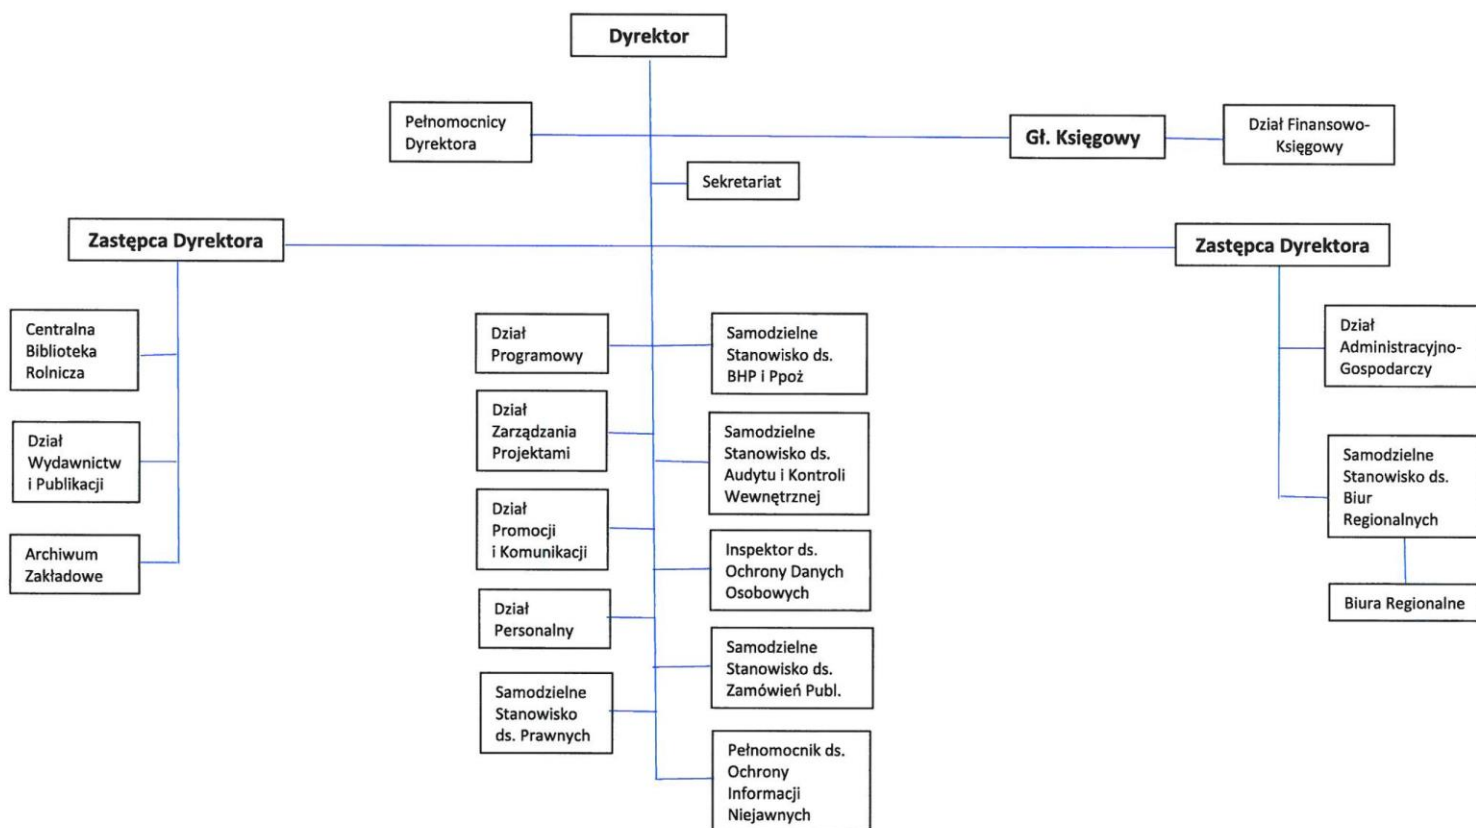 Dyrektor
Pełnomocnicy
Dyrektora
Gł. Księgowy
Dział Finansowo-
Księgowy
Sekretariat
Zastępca Dyrektora
Zastępca Dyrektora
Centralna
Biblioteka
Rolnicza
Dział
Wydawnictw
i Publikacji
Archiwum
Zakładowe
Dział
Programowy
Dział
Zarządzania
Projektami
Dział
Promocji
i Komunikacji
Dział
Personalny
Samodzielne
Stanowisko
ds. Prawnych
Samodzielne
Stanowisko ds.
BHP i Ppoż
Samodzielne
Stanowisko ds.
Audytu i Kontroli
Wewnętrznej
Inspektor ds.
Ochrony Danych
Osobowych
Samodzielne
Stanowisko ds.
Zamówień Publ.
Pełnomocnik ds.
Ochrony
Informacji
Niejawnych
Dział
Administracyjno-
Gospodarczy
Samodzielne
Stanowisko ds.
Biur
Regionalnych
Biura Regionalne